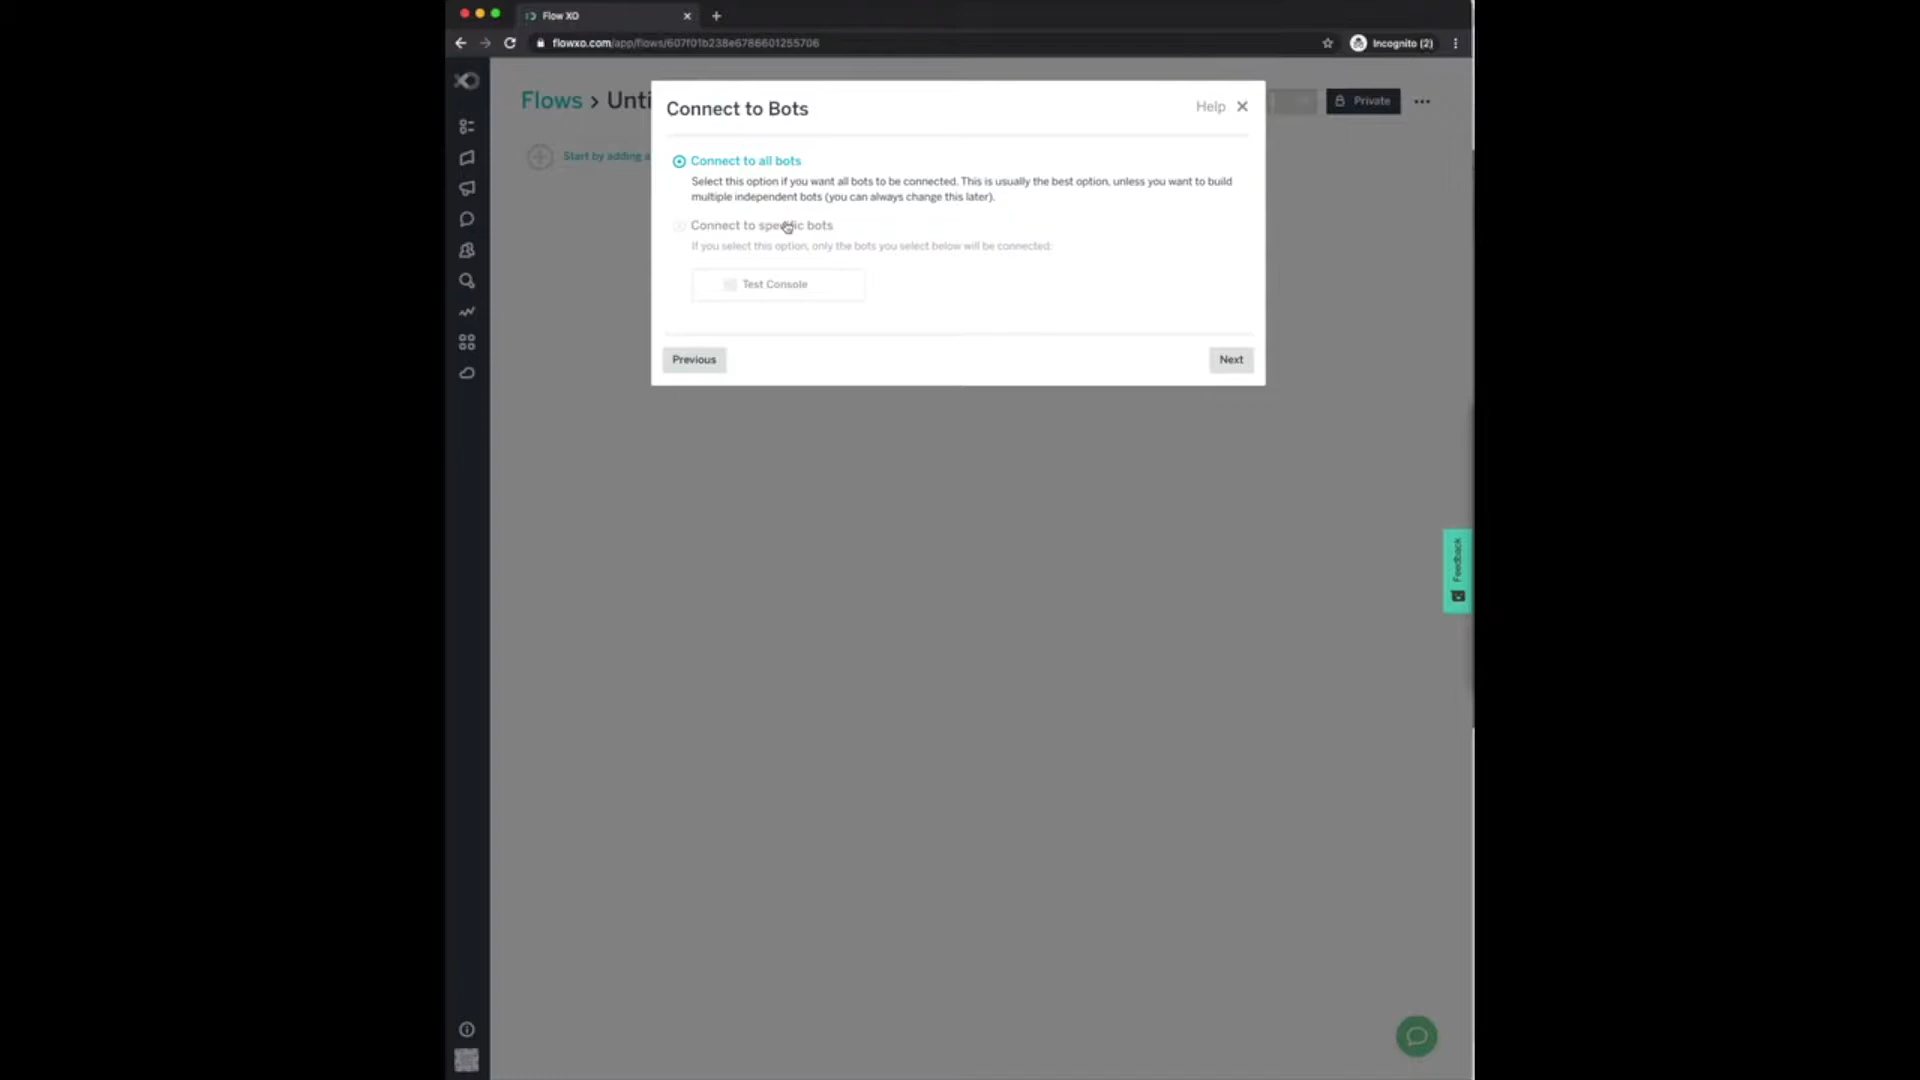 Flow XO
flowxo.com/app/flows/607f01b238e6786601255706
Incognito (2)
Flows > Unti
Private
Start by adding a
Connect to Bots
Help
Connect to all bots
Select this option if you want all bots to be connected. This is usually the best option, unless you want to build
multiple independent bots (you can always change this later).
Connect to specific bots
If you select this option, only the bots you select below will be connected:
Test Console
Previous
Next
Feedback